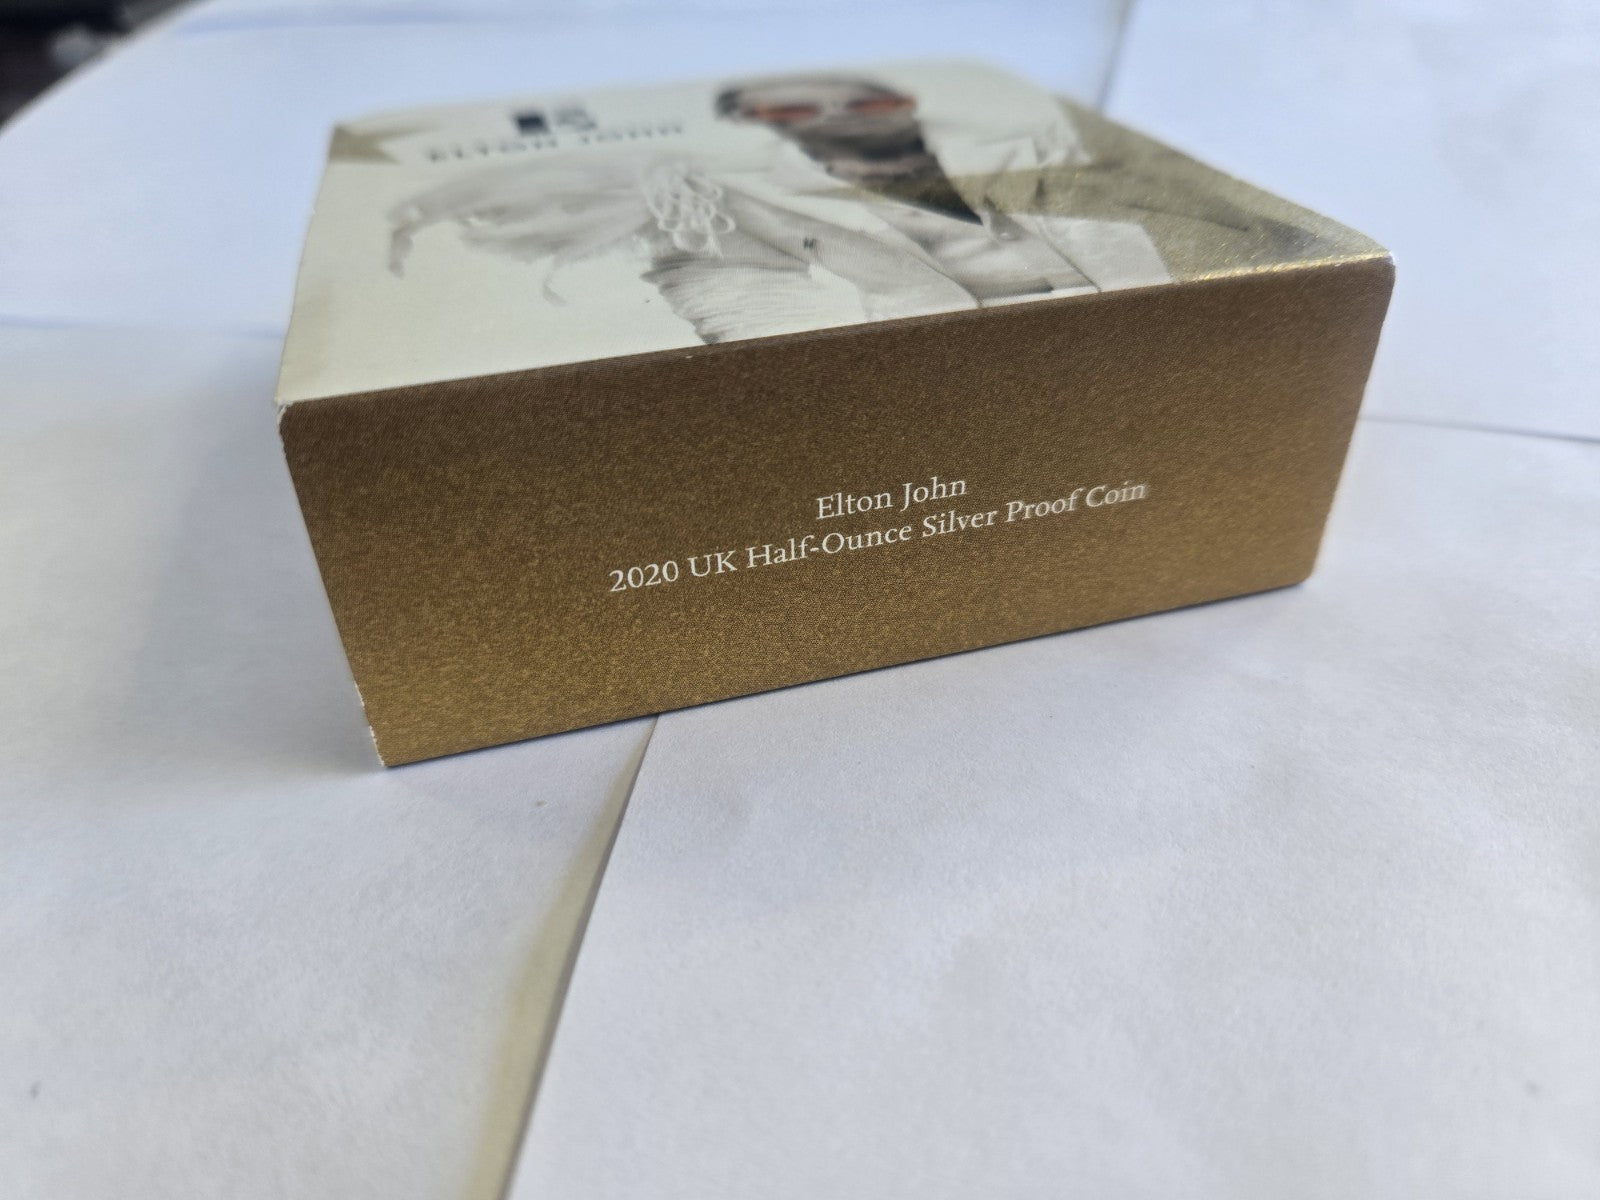 ELTON JOHN
Elton John
2020 UK Half-Ounce Silver Proof Coin